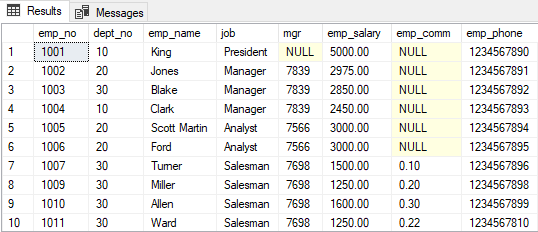 Results Messages
emp_no dept_no emp_name job mgr emp_salary emp_comm emp_phone
1 1001 10 King President NULL 5000.00 NULL 1234567890
2 1002 20 Jones Manager 7839 2975.00 NULL 1234567891
3 1003 30 Blake Manager 7839 2850.00 NULL 1234567892
4 1004 10 Clark Manager 7839 2450.00 NULL 1234567893
5 1005 20 Scott Martin Analyst 7566 3000.00 NULL 1234567894
6 1006 20 Ford Analyst 7566 3000.00 NULL 1234567895
7 1007 30 Turner Salesman 7698 1500.00 0.10 1234567896
8 1009 30 Miller Salesman 7698 1250.00 0.20 1234567898
9 1010 30 Allen Salesman 7698 1600.00 0.30 1234567899
10 1011 30 Ward Salesman 7698 1250.00 0.22 1234567810